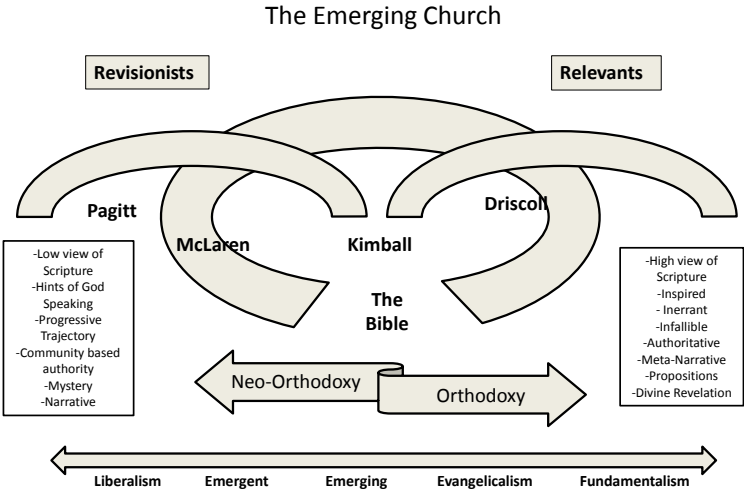 The Emerging Church
Revisionists
Relevants
Pagitt
Driscoll
McLaren
Kimball
The
Bible
-Low view of
Scripture
-Hints of God
Speaking
-Progressive
Trajectory
-Community based
authority
-Mystery
-Narrative
-High view of
Scripture
-Inspired
- Inerrant
-Infallible
-Authoritative
-Meta-Narrative
-Propositions
-Divine Revelation
Neo-Orthodoxy
Orthodoxy
Liberalism
Emergent
Emerging
Evangelicalism
Fundamentalism